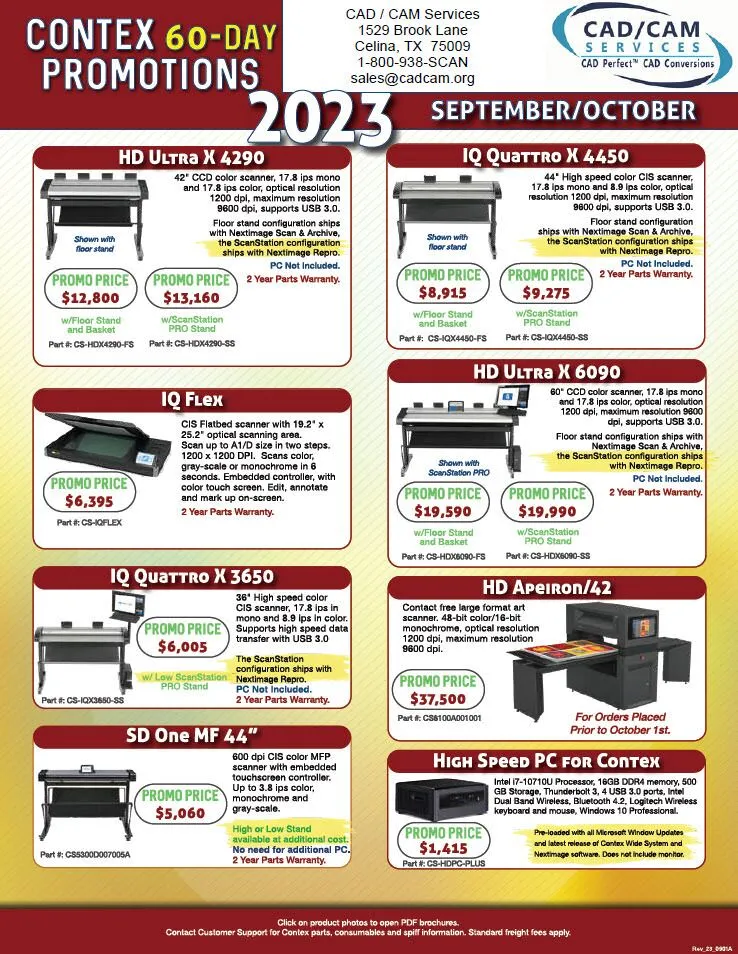 CONTEX 60-DAY
PROMOTIONS
CAD / CAM Services
1529 Brook Lane
Celina, TX 75009
1-800-938-SCAN
sales@cadcam.org
CAD/CAM
SERVICES
CAD Perfect™ CAD Conversions
2023 SEPTEMBER/OCTOBER
HD Ultra X 4290
42" CCD color scanner, 17.8 ips mono
and 17.8 ips color, optical resolution
1200 dpi, maximum resolution
9600 dpi, supports USB 3.0.
Floor stand configuration ships
with Nextimage Scan & Archive,
the ScanStation configuration
ships with Nextimage Repro.
PC Not Included.
2 Year Parts Warranty.
Shown with
floor stand
PROMO PRICE
$12,800
w/Floor Stand
and Basket
Part #: CS-HDX4290-FS
PROMO PRICE
$13,160
w/ScanStation
PRO Stand
Part #: CS-HDX4290-SS
IQ Quattro X 4450
44" High speed color CIS scanner,
17.8 ips mono and 8.9 ips color, optical
resolution 1200 dpi, maximum resolution
9600 dpi, supports USB 3.0.
Floor stand configuration
ships with Nextimage Scan & Archive,
the ScanStation configuration ships
with Nextimage Repro.
PC Not Included.
2 Year Parts Warranty.
Shown with
floor stand
PROMO PRICE
$8,915
w/Floor Stand
and Basket
Part #: CS-IQX4450-FS
PROMO PRICE
$9,275
w/ScanStation
PRO Stand
Part #: CS-IQX4450-SS
IQ Flex
CIS Flatbed scanner with 19.2" x
25.2" optical scanning area.
Scan up to A1/D size in two steps.
1200 x 1200 DPI. Scans color,
gray-scale or monochrome in 6
seconds. Embedded controller, with
color touch screen. Edit, annotate
and mark up on-screen.
2 Year Parts Warranty.
PROMO PRICE
$6,395
Part #: CS-IQFLEX
HD Ultra X 6090
60" CCD color scanner, 17.8 ips mono
and 17.8 ips color, optical resolution
1200 dpi, maximum resolution 9600
dpi, supports USB 3.0.
Floor stand configuration ships with
Nextimage Scan & Archive,
the ScanStation configuration ships
with Nextimage Repro.
PC Not Included.
2 Year Parts Warranty.
Shown with
ScanStation PRO
PROMO PRICE
$19,590
w/Floor Stand
and Basket
Part #: CS-HDX6090-FS
PROMO PRICE
$19,990
w/ScanStation
PRO Stand
Part #: CS-HDX6090-SS
IQ Quattro X 3650
36" High speed color
CIS scanner, 17.8 ips in
mono and 8.9 ips in color.
Supports high speed data
transfer with USB 3.0
The ScanStation
configuration ships with
Nextimage Repro.
PC Not Included.
2 Year Parts Warranty.
PROMO PRICE
$6,005
w/ Low ScanStation
PRO Stand
Part #: CS-IQX3650-SS
HD Apeiron/42
Contact free large format art
scanner. 48-bit color/16-bit
monochrome, optical resolution
1200 dpi, maximum resolution
9600 dpi.
PROMO PRICE
$37,500
Part #: CS6100A001001
For Orders Placed
Prior to October 1st.
SD One MF 44"
600 dpi CIS color MFP
scanner with embedded
touchscreen controller.
Up to 3.8 ips color,
monochrome and
gray-scale.
High or Low Stand
available at additional cost.
No need for additional PC.
2 Year Parts Warranty.
PROMO PRICE
$5,060
Part #: CS5300D007005A
High Speed PC for Contex
Intel i7-10710U Processor, 16GB DDR4 memory, 500
GB Storage, Thunderbolt 3, 4 USB 3.0 ports, Intel
Dual Band Wireless, Bluetooth 4.2, Logitech Wireless
keyboard and mouse, Windows 10 Professional.
PROMO PRICE
$1,415
Part #: CS-HDPC-PLUS
Pre-loaded with all Microsoft Window Updates
and latest release of Contex Wide System and
Nextimage software. Does not include monitor.
Click on product photos to open PDF brochures.
Contact Customer Support for Contex parts, consumables and spiff information. Standard freight fees apply.
Rev_23_0901A